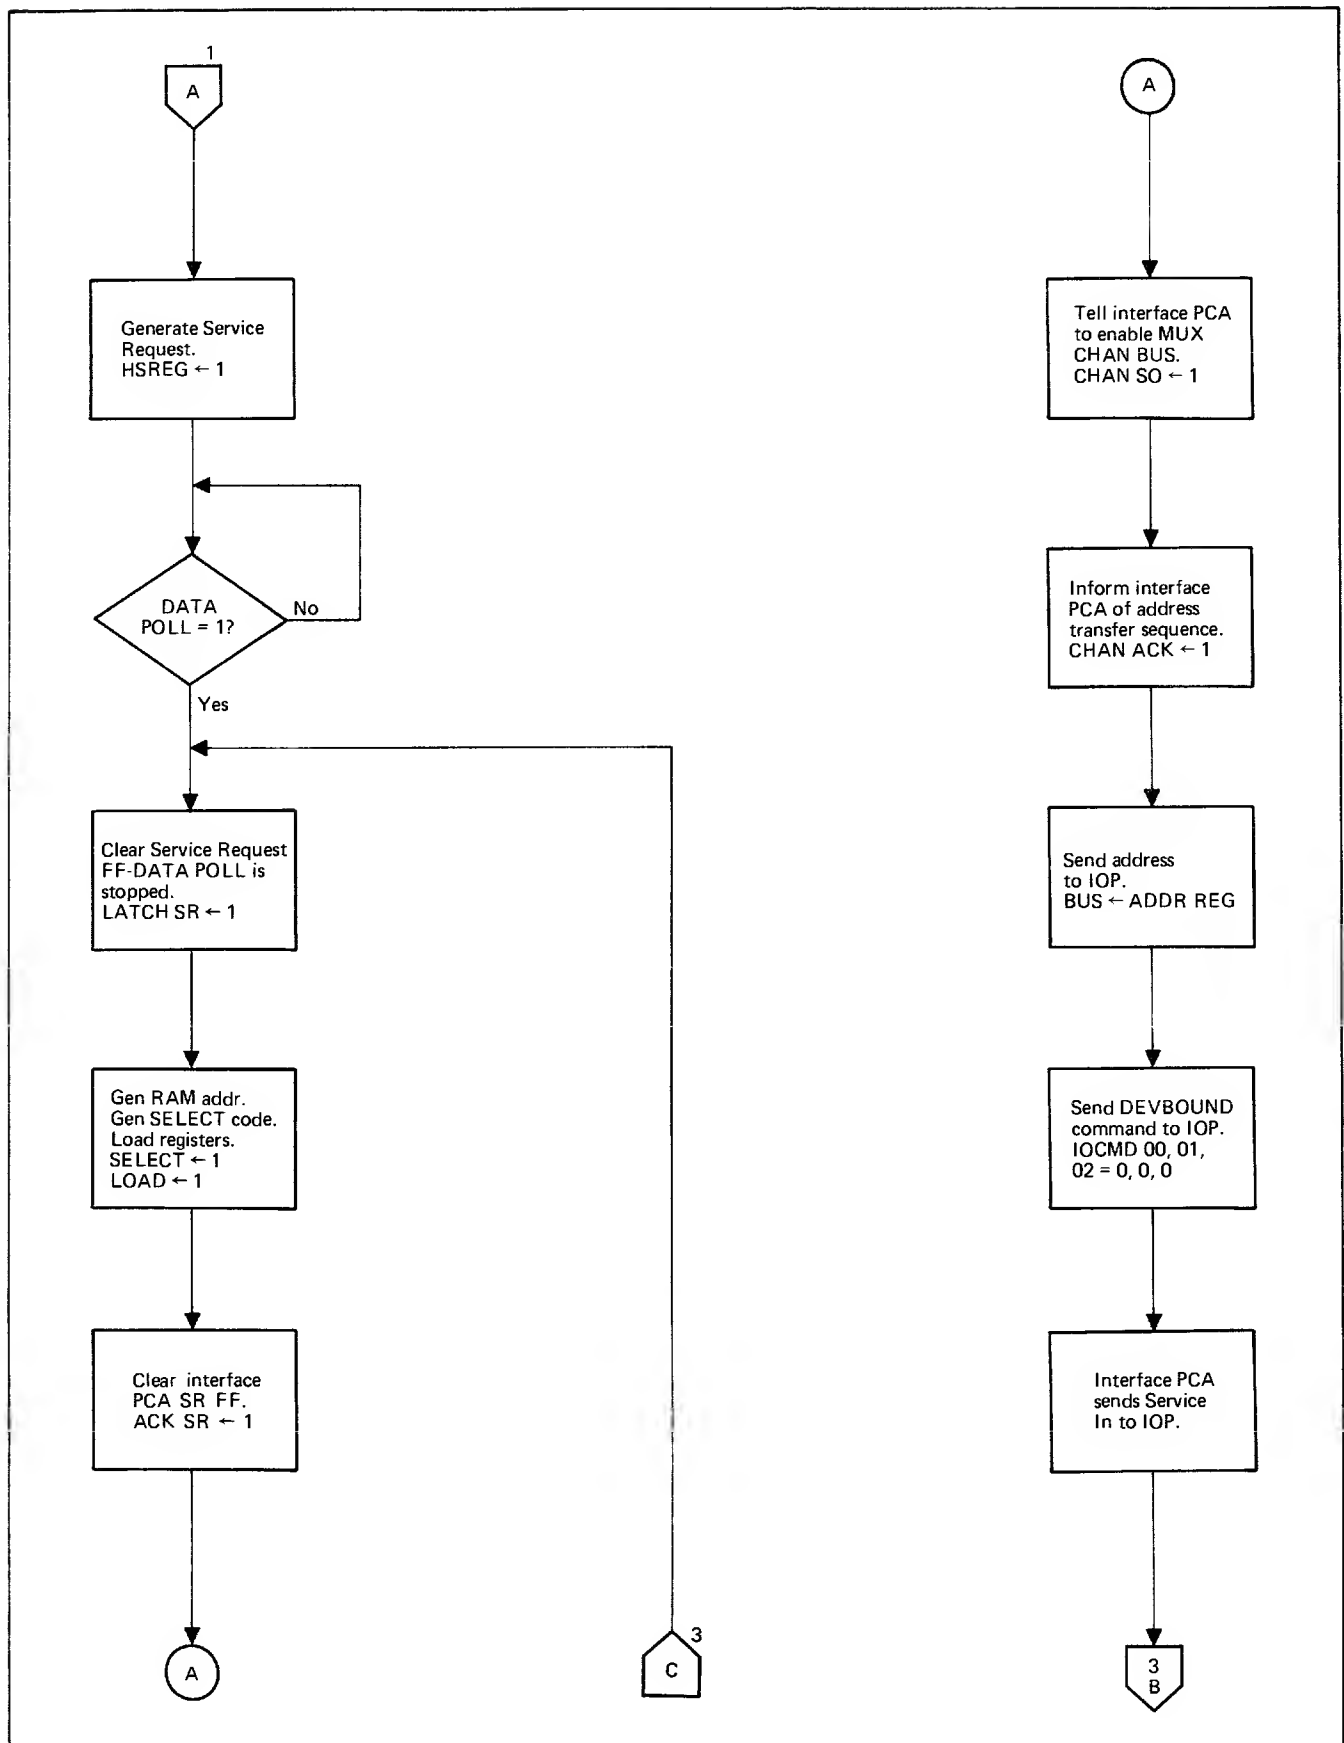 1
A
Generate Service
Request.
HSREG ← 1
DATA
POLL = 1?
No
Yes
Clear Service Request
FF-DATA POLL is
stopped.
LATCH SR ← 1
Gen RAM addr.
Gen SELECT code.
Load registers.
SELECT ← 1
LOAD ← 1
Clear interface
PCA SR FF.
ACK SR ← 1
A
3
C
A
Tell interface PCA
to enable MUX
CHAN BUS.
CHAN SO ← 1
Inform interface
PCA of address
transfer sequence.
CHAN ACK ← 1
Send address
to IOP.
BUS ← ADDR REG
Send DEVBOUND
command to IOP.
IOCMD 00, 01,
02 = 0, 0, 0
Interface PCA
sends Service
In to IOP.
3
B